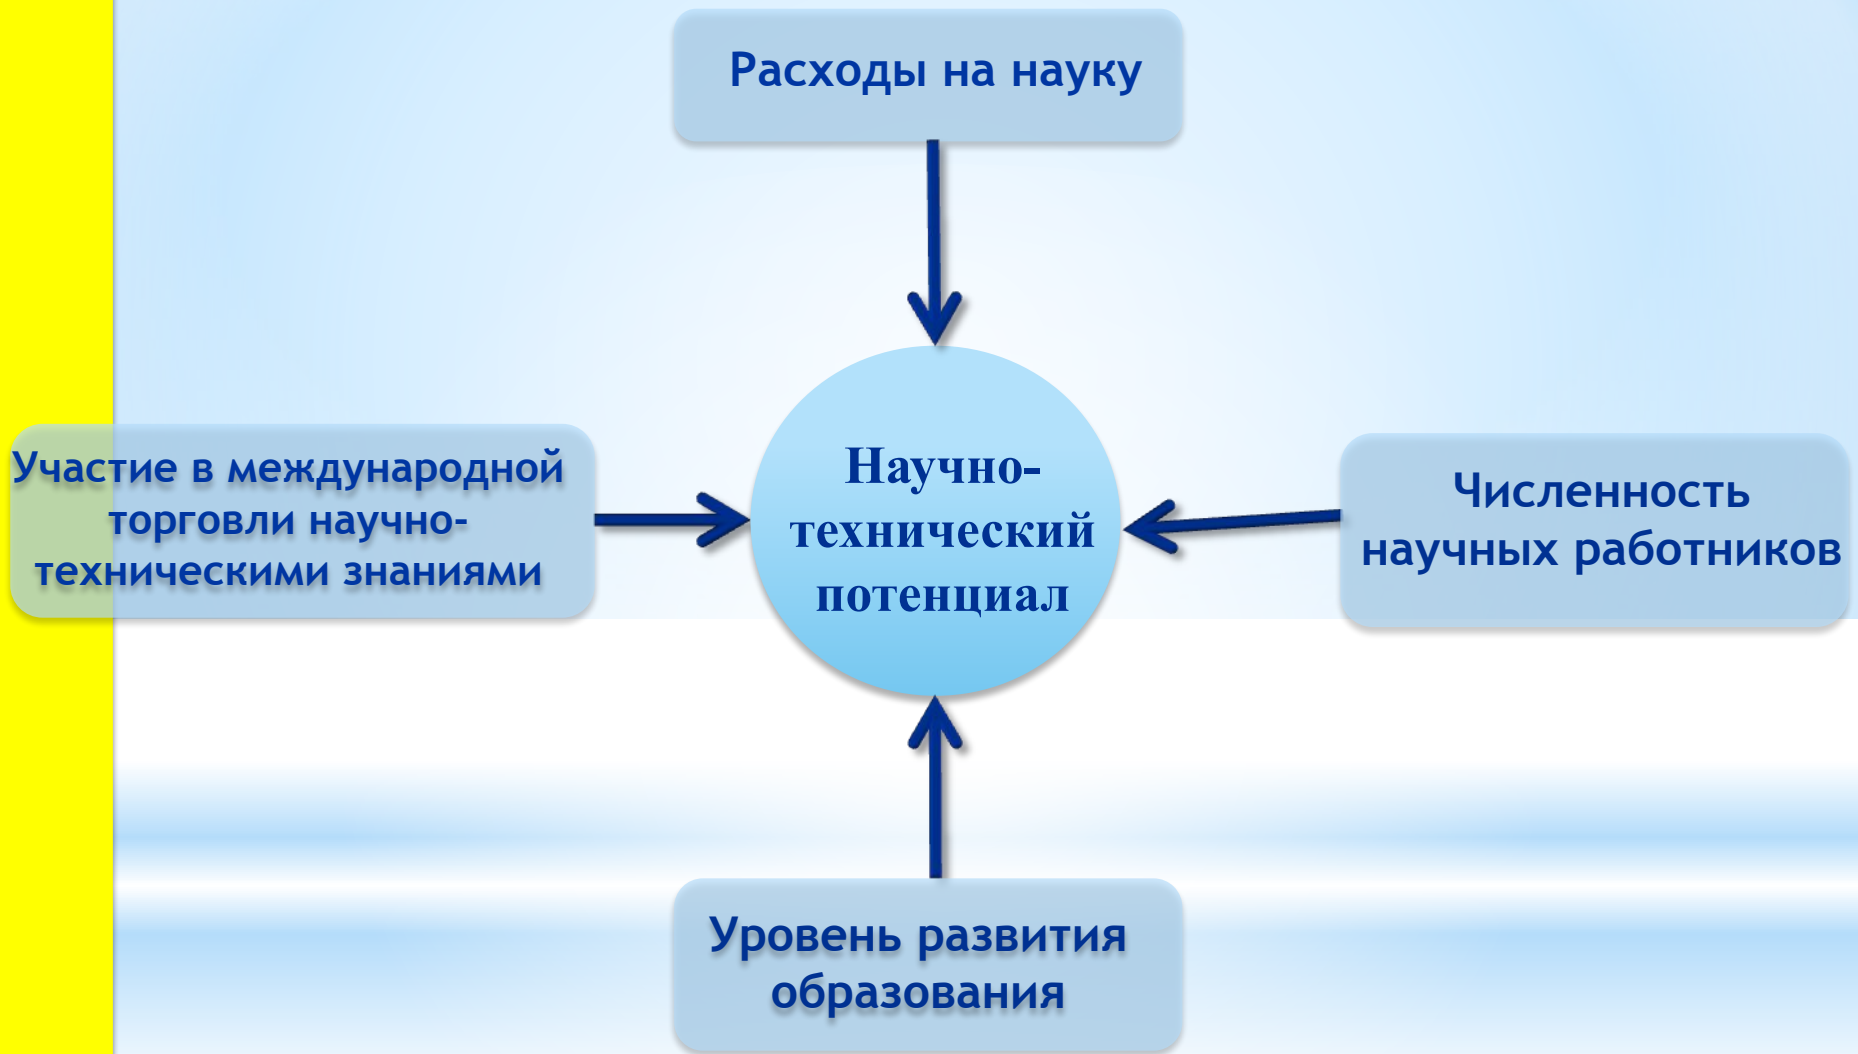 Расходы на науку
Участие в международной
торговли научно-
техническими знаниями
Научно-
технический
потенциал
Численность
научных работников
Уровень развития
образования